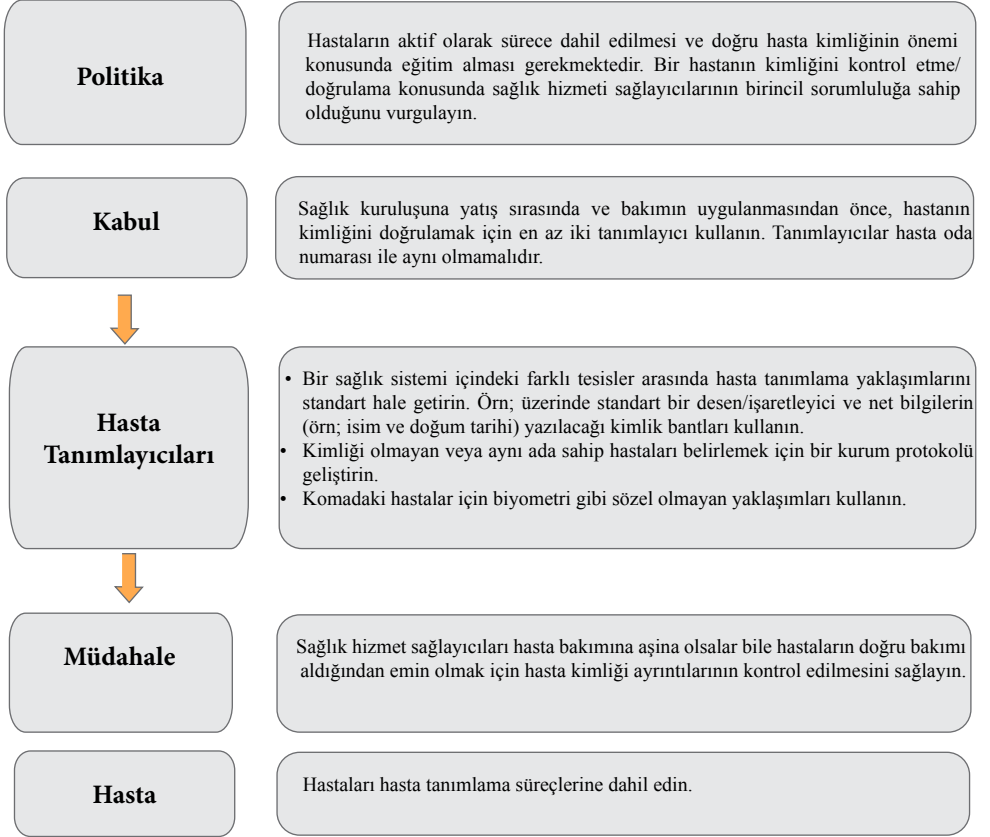 Politika
Hastaların aktif olarak sürece dahil edilmesi ve doğru hasta kimliğinin önemi
konusunda eğitim alması gerekmektedir. Bir hastanın kimliğini kontrol etme/
doğrulama konusunda sağlık hizmeti sağlayıcılarının birincil sorumluluğa sahip
olduğunu vurgulayın.
Kabul
Sağlık kuruluşuna yatış sırasında ve bakımın uygulanmasından önce, hastanın
kimliğini doğrulamak için en az iki tanımlayıcı kullanın. Tanımlayıcılar hasta oda
numarası ile aynı olmamalıdır.
Hasta
Tanımlayıcıları
• Bir sağlık sistemi içindeki farklı tesisler arasında hasta tanımlama yaklaşımlarını
standart hale getirin. Örn; üzerinde standart bir desen/işaretleyici ve net bilgilerin
(örn; isim ve doğum tarihi) yazılacağı kimlik bantları kullanın.
• Kimliği olmayan veya aynı ada sahip hastaları belirlemek için bir kurum protokolü
geliştirin.
• Komadaki hastalar için biyometri gibi sözel olmayan yaklaşımları kullanın.
Müdahale
Sağlık hizmet sağlayıcıları hasta bakımına aşina olsalar bile hastaların doğru bakımı
aldığından emin olmak için hasta kimliği ayrıntılarının kontrol edilmesini sağlayın.
Hasta
Hastaları hasta tanımlama süreçlerine dahil edin.